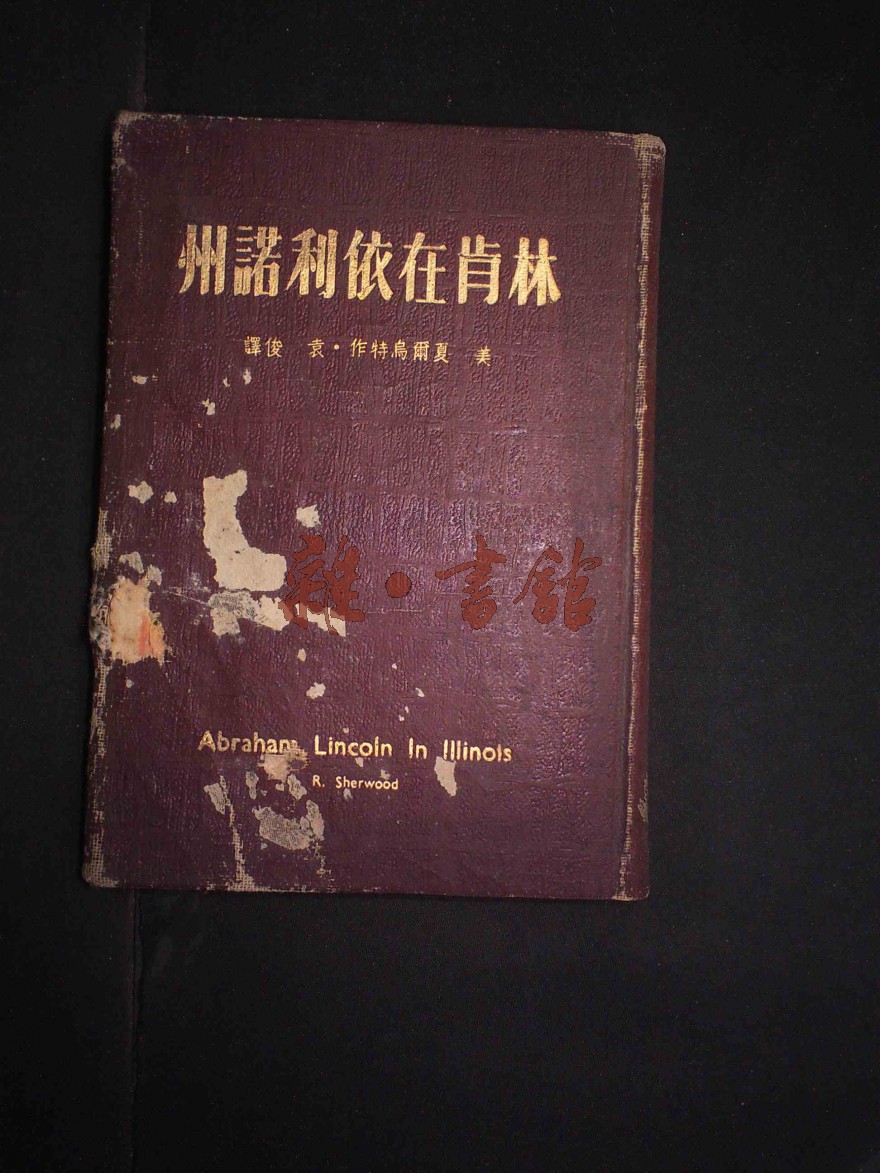 林肯在依利諾州
美 夏爾烏特作·袁 俊譯
雜·書館
Abraham Lincoln In Illinois
R. Sherwood